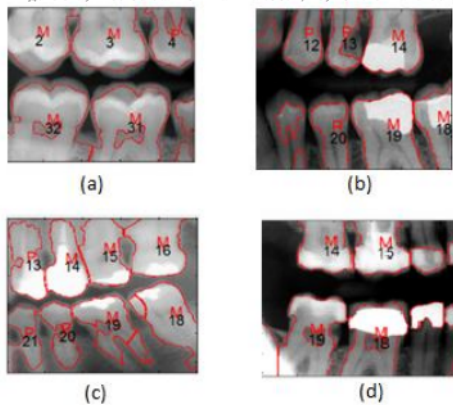 M M P
2 3 4
M M
32 31
(a)
P P M
12 13 14
P M M
20 19 18
(b)
P M M M
13 14 15 16
P P M M
21 20 19 18
(c)
M M
14 15
M M
19 18
(d)